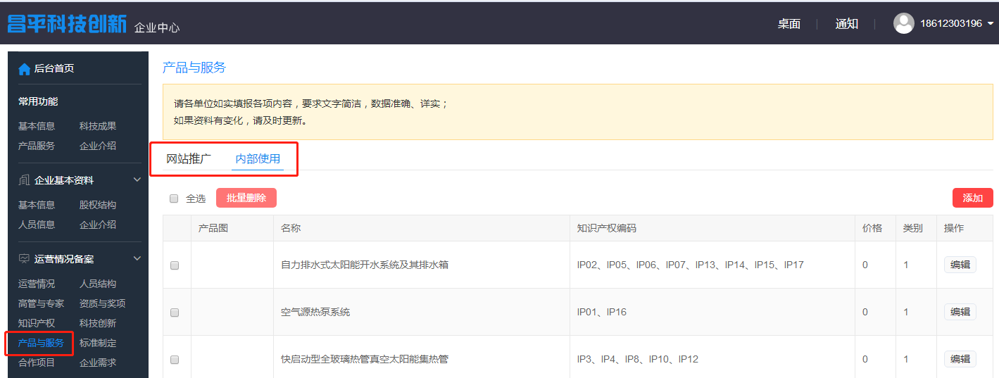 昌平科技创新 企业中心 桌面 通知 18612303196
后台首页
常用功能
基本信息 科技成果
产品服务 企业介绍
企业基本资料
基本信息 股权结构
人员信息 企业介绍
运营情况备案
运营情况 人员结构
高管与专家 资质与奖项
知识产权 科技创新
产品与服务 标准制定
合作项目 企业需求
产品与服务
请各单位如实填报各项内容，要求文字简洁，数据准确、详实；
如果资料有变化，请及时更新。
网站推广 内部使用
全选 批量删除 添加
产品图 名称 知识产权编码 价格 类别 操作
自力排水式太阳能开水系统及其排水箱 IP02、IP05、IP06、IP07、IP13、IP14、IP15、IP17 0 1 编辑
空气源热泵系统 IP01、IP16 0 1 编辑
快启动型全玻璃热管真空太阳能集热管 IP3、IP4、IP8、IP10、IP12 0 1 编辑